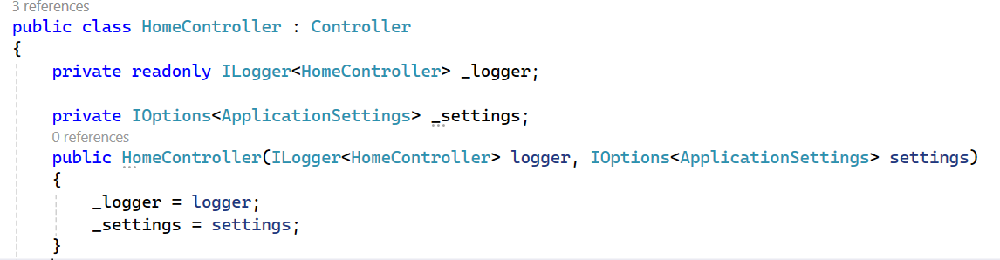 3 references
public class HomeController : Controller
{
private readonly ILogger<HomeController> _logger;
private IOptions<ApplicationSettings> _settings;
0 references
public HomeController(ILogger<HomeController> logger, IOptions<ApplicationSettings> settings)
{
_logger = logger;
_settings = settings;
}